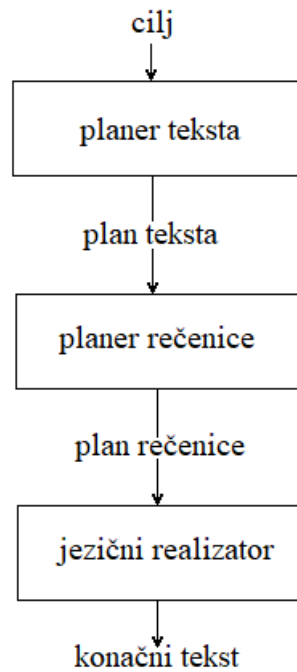 cilj
planer teksta
plan teksta
planer rečenice
plan rečenice
jezični realizator
konačni tekst